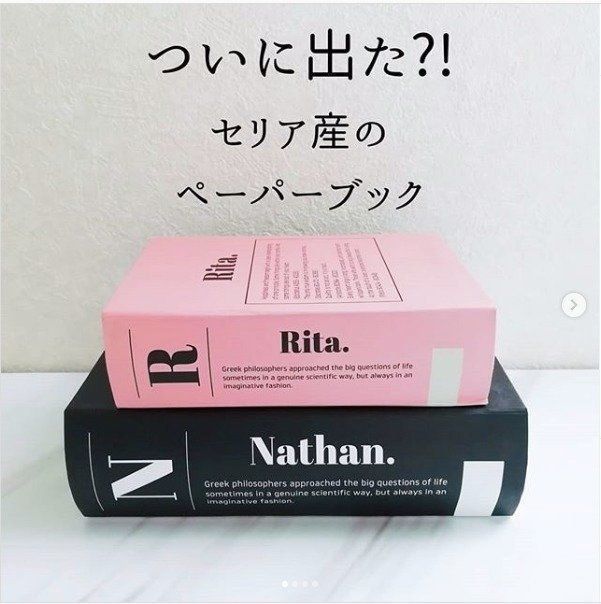 ついに出た?!
セリア産の
ペーパーブック
Rita.
R
Rita.
Greek philosophers approached the big questions of life
sometimes in a genuine scientific way, but always in an
imaginative fashion.
N
Nathan.
Greek philosophers approached the big questions of life
sometimes in a genuine scientific way, but always in an
imaginative fashion.